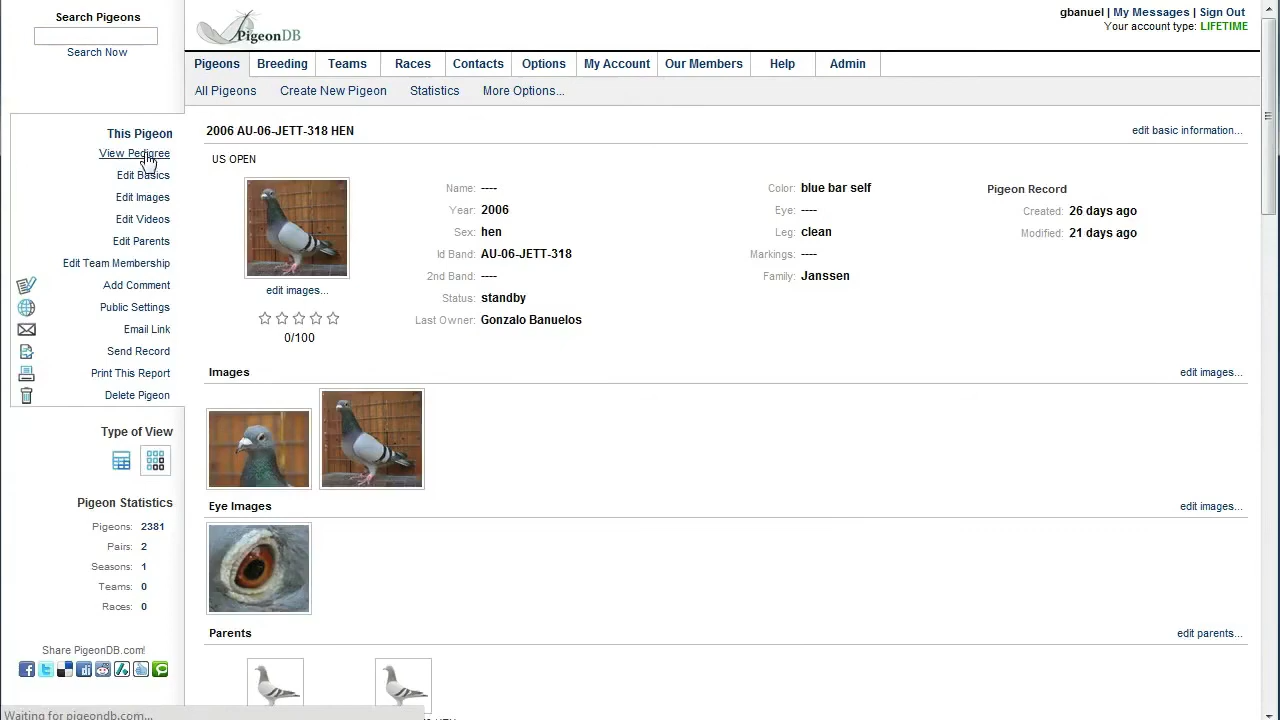 Search Pigeons
Search Now
PigeonDB
gbanuel | My Messages | Sign Out
Your account type: LIFETIME
Pigeons Breeding Teams Races Contacts Options My Account Our Members Help Admin
All Pigeons Create New Pigeon Statistics More Options...
This Pigeon
View Pedigree
Edit Basics
Edit Images
Edit Videos
Edit Parents
Edit Team Membership
Add Comment
Public Settings
Email Link
Send Record
Print This Report
Delete Pigeon
Type of View
Pigeon Statistics
Pigeons: 2381
Pairs: 2
Seasons: 1
Teams: 0
Races: 0
Share PigeonDB.com!
Waiting for pigeondb.com...
2006 AU-06-JETT-318 HEN
edit basic information...
US OPEN
edit images...
0/100
Name: ----
Year: 2006
Sex: hen
Id Band: AU-06-JETT-318
2nd Band: ----
Status: standby
Last Owner: Gonzalo Banuelos
Color: blue bar self
Eye: ----
Leg: clean
Markings: ----
Family: Janssen
Pigeon Record
Created: 26 days ago
Modified: 21 days ago
Images
edit images...
Eye Images
edit images...
Parents
edit parents...